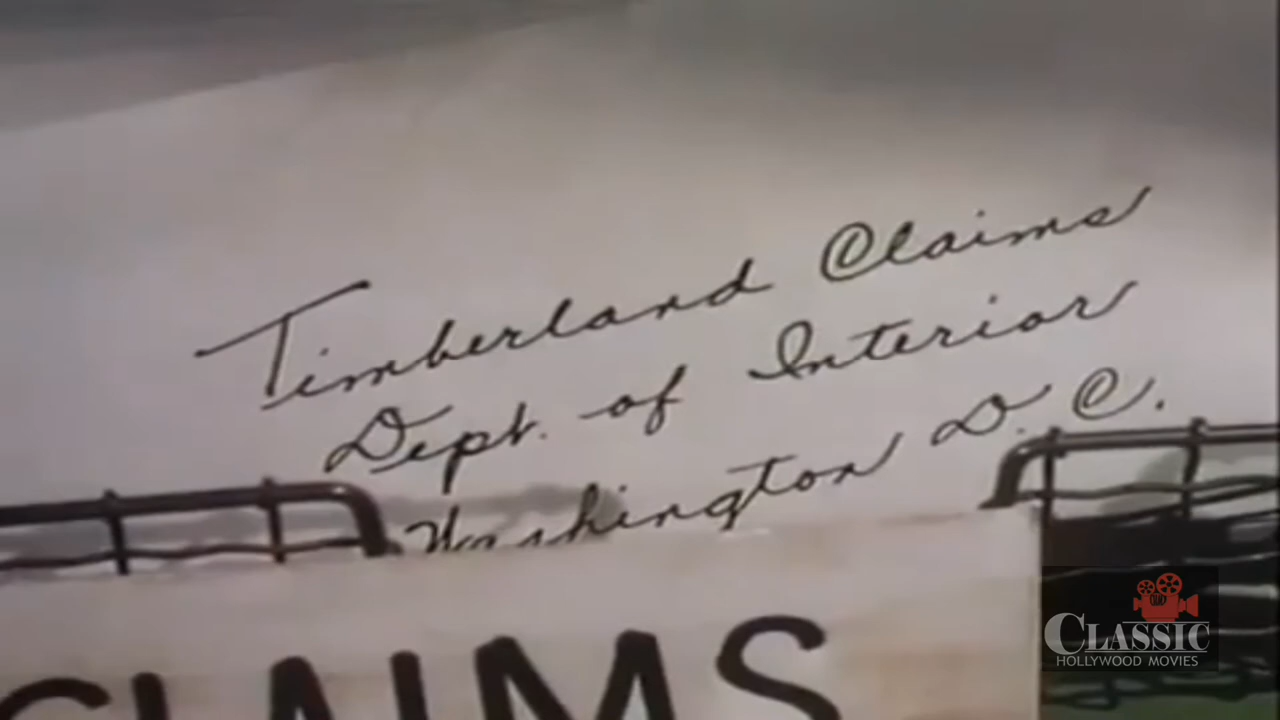 Timberland Claims
Dept. of Interior
Washington D.C.
CLAIMS
CLASSIC
HOLLYWOOD MOVIES